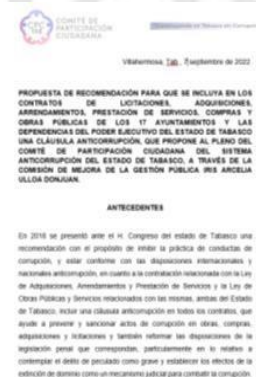 COMITÉ DE
PARTICIPACIÓN
CIUDADANA
Villahermosa, Tab., 7 septiembre de 2022
PROPUESTA DE RECOMENDACIÓN PARA QUE SE INCLUYA EN LOS
CONTRATOS DE LICITACIONES, ADQUISICIONES,
ARRENDAMIENTOS, PRESTACIÓN DE SERVICIOS, COMPRAS Y
OBRAS PÚBLICAS DE LOS 17 AYUNTAMIENTOS Y LAS
DEPENDENCIAS DEL PODER EJECUTIVO DEL ESTADO DE TABASCO
UNA CLÁUSULA ANTICORRUPCIÓN, QUE PROPONE AL PLENO DEL
COMITÉ DE PARTICIPACIÓN CIUDADANA DEL SISTEMA
ANTICORRUPCIÓN DEL ESTADO DE TABASCO, A TRAVÉS DE LA
COMISIÓN DE MEJORA DE LA GESTIÓN PÚBLICA IRIS ARCELIA
ULLOA DONJUAN.
ANTECEDENTES
En 2018 se presentó ante el H. Congreso del estado de Tabasco una
recomendación con el propósito de inhibir la práctica de conductas de
corrupción, y estar conforme con las disposiciones internacionales y
nacionales anticorrupción, en cuanto a la contratación relacionada con la Ley
de Adquisiciones, Arrendamientos y Prestación de Servicios y la Ley de
Obras Públicas y Servicios relacionados con las mismas, ambas del Estado
de Tabasco, incluir una cláusula anticorrupción en todos los contratos, que
ayude a prevenir y sancionar actos de corrupción en obras, compras,
adquisiciones y licitaciones y también reformar las disposiciones de la
legislación penal que correspondan, particularmente en lo relativo a
contemplar el delito de peculado como grave y establecer los efectos de la
extinción de dominio como un mecanismo judicial para combatir la corrupción.